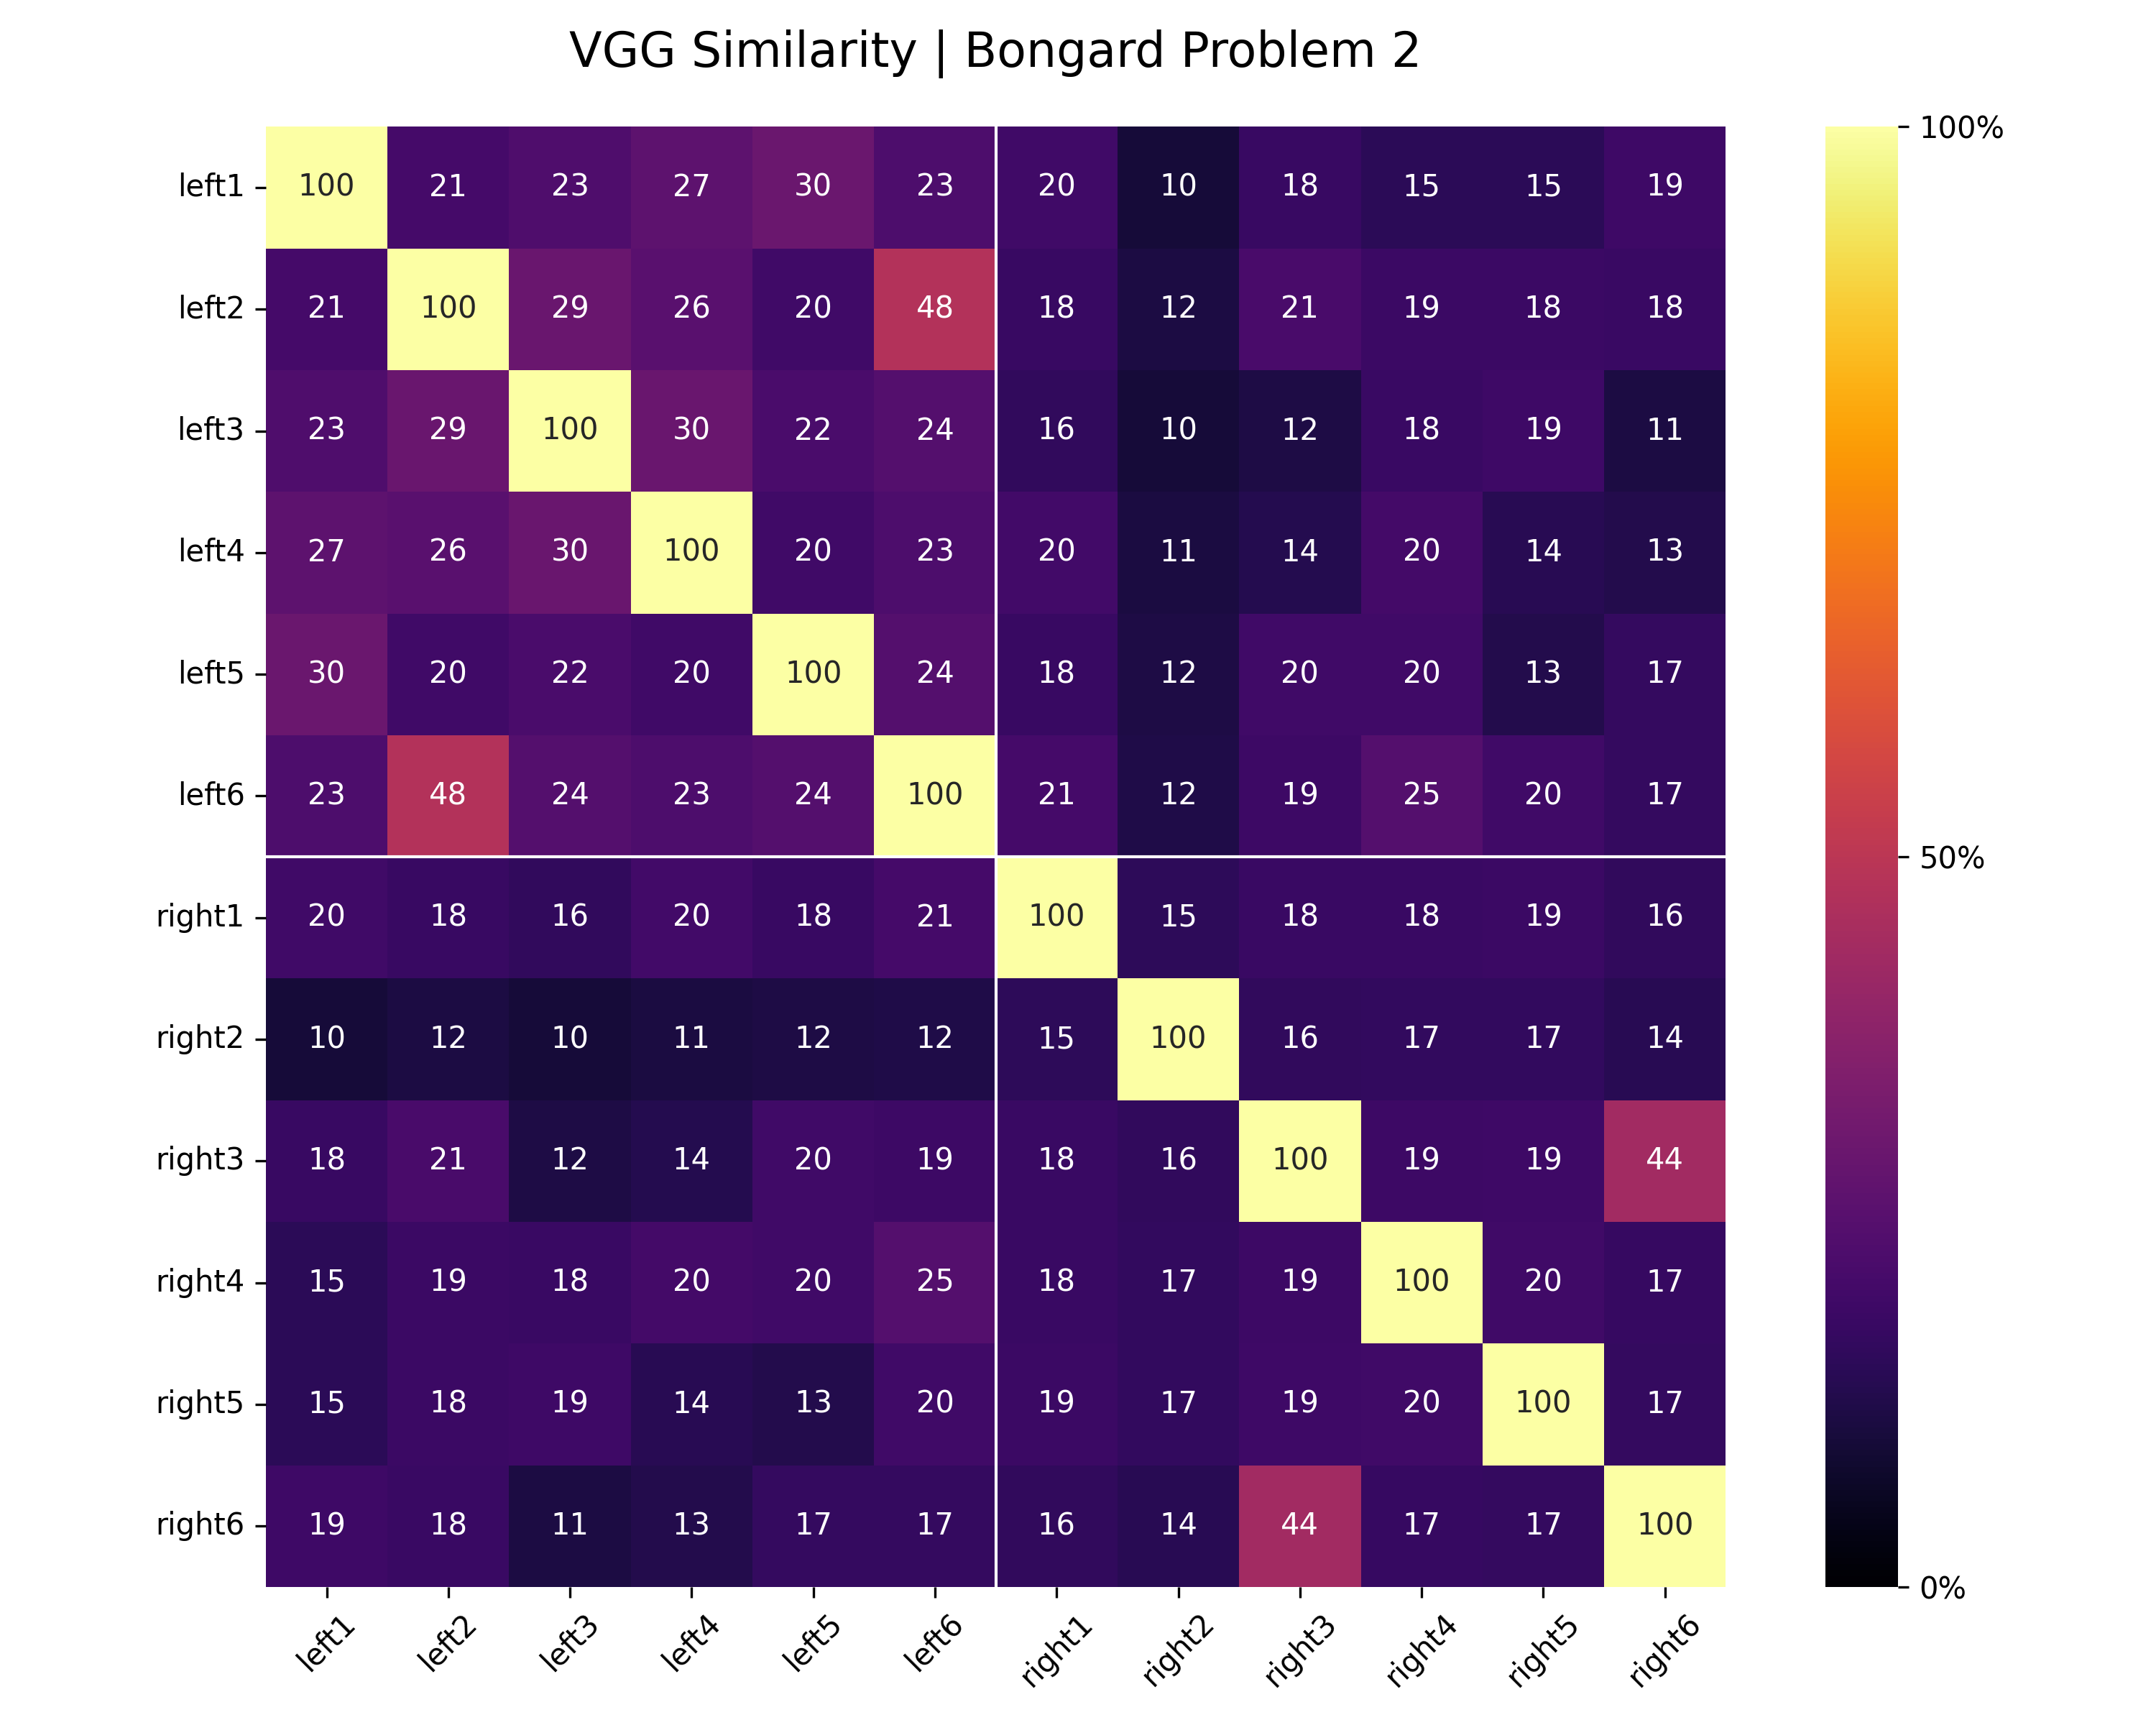 VGG Similarity | Bongard Problem 2
left1 100 21 23 27 30 23 20 10 18 15 15 19
left2 21 100 29 26 20 48 18 12 21 19 18 18
left3 23 29 100 30 22 24 16 10 12 18 19 11
left4 27 26 30 100 20 23 20 11 14 20 14 13
left5 30 20 22 20 100 24 18 12 20 20 13 17
left6 23 48 24 23 24 100 21 12 19 25 20 17
right1 20 18 16 20 18 21 100 15 18 18 19 16
right2 10 12 10 11 12 12 15 100 16 17 17 14
right3 18 21 12 14 20 19 18 16 100 19 19 44
right4 15 19 18 20 20 25 18 17 19 100 20 17
right5 15 18 19 14 13 20 19 17 19 20 100 17
right6 19 18 11 13 17 17 16 14 44 17 17 100
left1 left2 left3 left4 left5 left6 right1 right2 right3 right4 right5 right6
100%
50%
0%